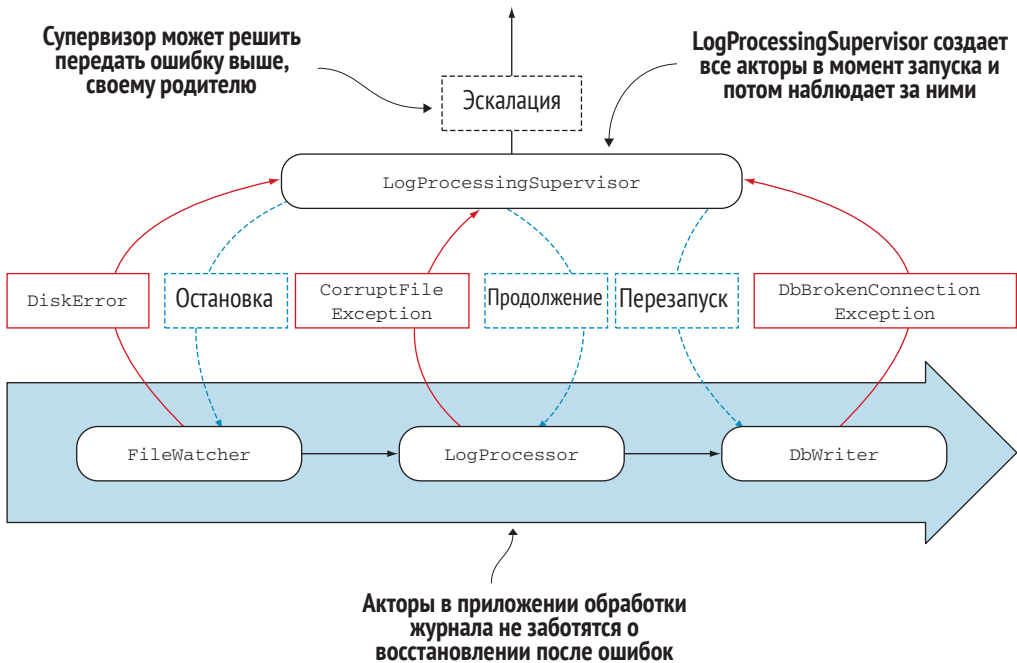 Супервизор может решить
передать ошибку выше,
своему родителю
LogProcessingSupervisor создает
все акторы в момент запуска и
потом наблюдает за ними
Эскалация
LogProcessingSupervisor
DiskError
Остановка
CorruptFile
Exception
Продолжение
Перезапуск
DbBrokenConnection
Exception
FileWatcher
LogProcessor
DbWriter
Акторы в приложении обработки
журнала не заботятся о
восстановлении после ошибок